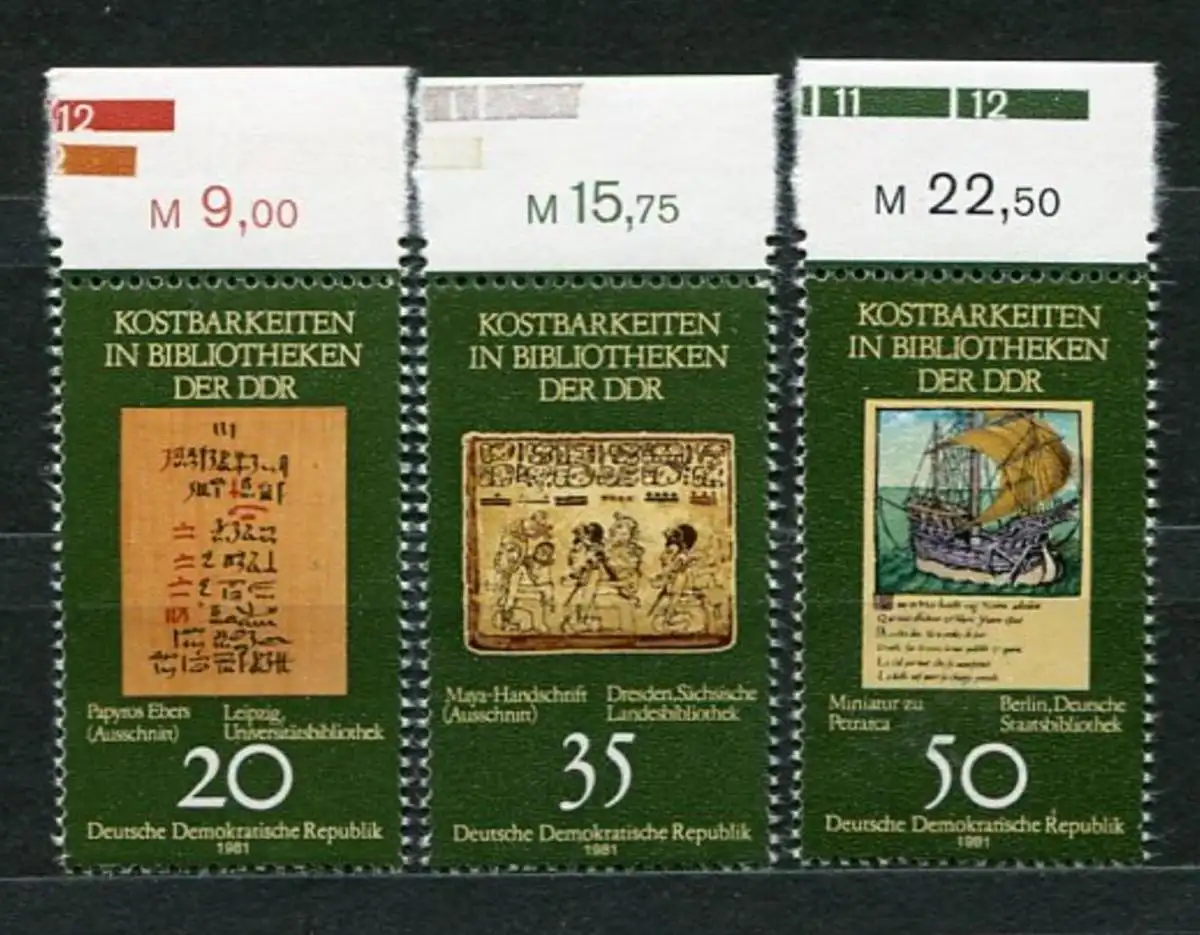 12
M 9,00
KOSTBARKEITEN
IN BIBLIOTHEKEN
DER DDR
Papyros Ebers
(Ausschnitt)
Leipzig,
Universitätsbibliothek
20
Deutsche Demokratische Republik
1981
M 15,75
KOSTBARKEITEN
IN BIBLIOTHEKEN
DER DDR
Maya-Handschrift
(Ausschnitt)
Dresden, Sächsische
Landesbibliothek
35
Deutsche Demokratische Republik
1981
11 12
M 22,50
KOSTBARKEITEN
IN BIBLIOTHEKEN
DER DDR
Miniatur zu
Petrarca
Berlin, Deutsche
Staatsbibliothek
50
Deutsche Demokratische Republik
1981